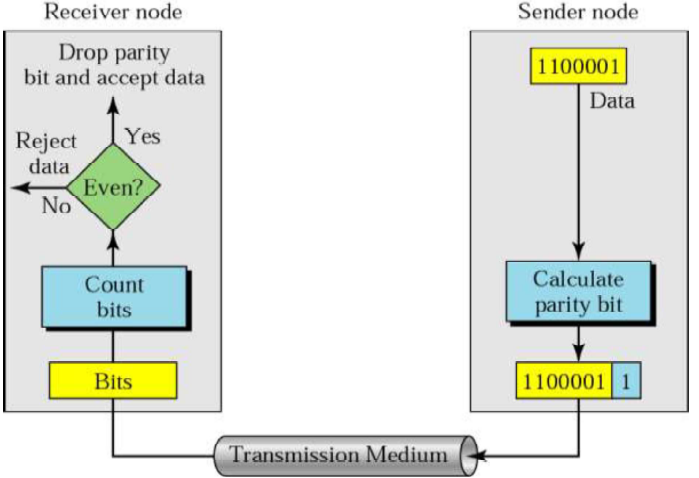 Receiver node
Drop parity
bit and accept data
Yes
Reject
data
No
Even?
Count
bits
Bits
Sender node
1100001
Data
Calculate
parity bit
1100001 1
Transmission Medium